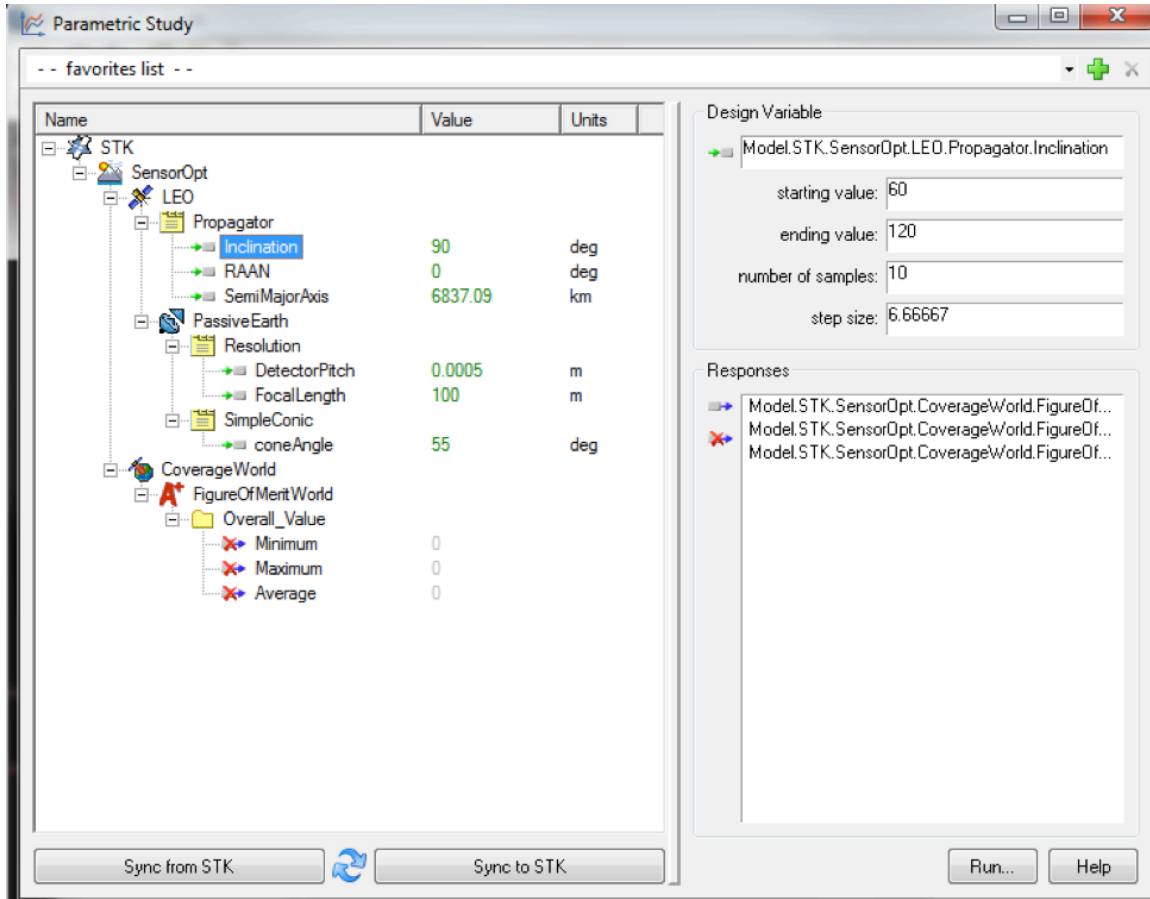 Parametric Study
- - favorites list - -
Name Value Units
STK
SensorOpt
LEO
Propagator
Inclination 90 deg
RAAN 0 deg
SemiMajorAxis 6837.09 km
PassiveEarth
Resolution
DetectorPitch 0.0005 m
FocalLength 100 m
SimpleConic
coneAngle 55 deg
CoverageWorld
FigureOfMeritWorld
Overall_Value
Minimum 0
Maximum 0
Average 0
Sync from STK Sync to STK
Design Variable
Model.STK.SensorOpt.LEO.Propagator.Inclination
starting value: 60
ending value: 120
number of samples: 10
step size: 6.66667
Responses
Model.STK.SensorOpt.CoverageWorld.FigureOf...
Model.STK.SensorOpt.CoverageWorld.FigureOf...
Model.STK.SensorOpt.CoverageWorld.FigureOf...
Run... Help